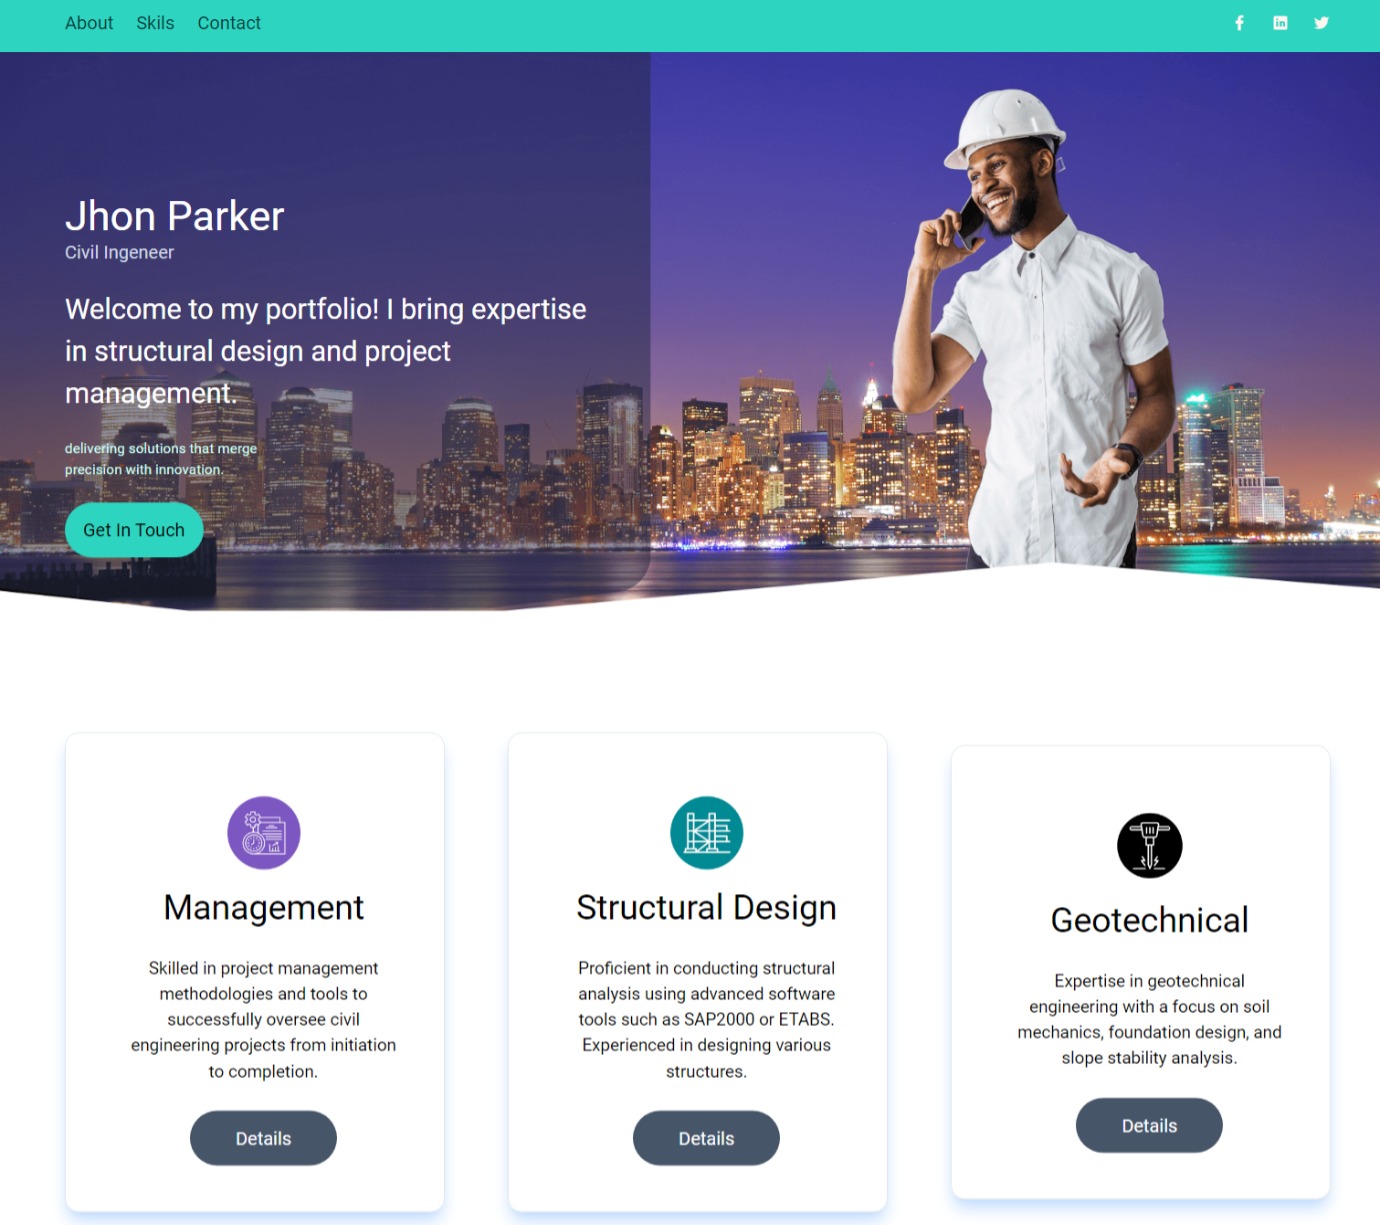 About Skils Contact
Jhon Parker
Civil Ingeneer
Welcome to my portfolio! I bring expertise
in structural design and project
management.
delivering solutions that merge
precision with innovation.
Get In Touch
Management
Skilled in project management
methodologies and tools to
successfully oversee civil
engineering projects from initiation
to completion.
Details
Structural Design
Proficient in conducting structural
analysis using advanced software
tools such as SAP2000 or ETABS.
Experienced in designing various
structures.
Details
Geotechnical
Expertise in geotechnical
engineering with a focus on soil
mechanics, foundation design, and
slope stability analysis.
Details